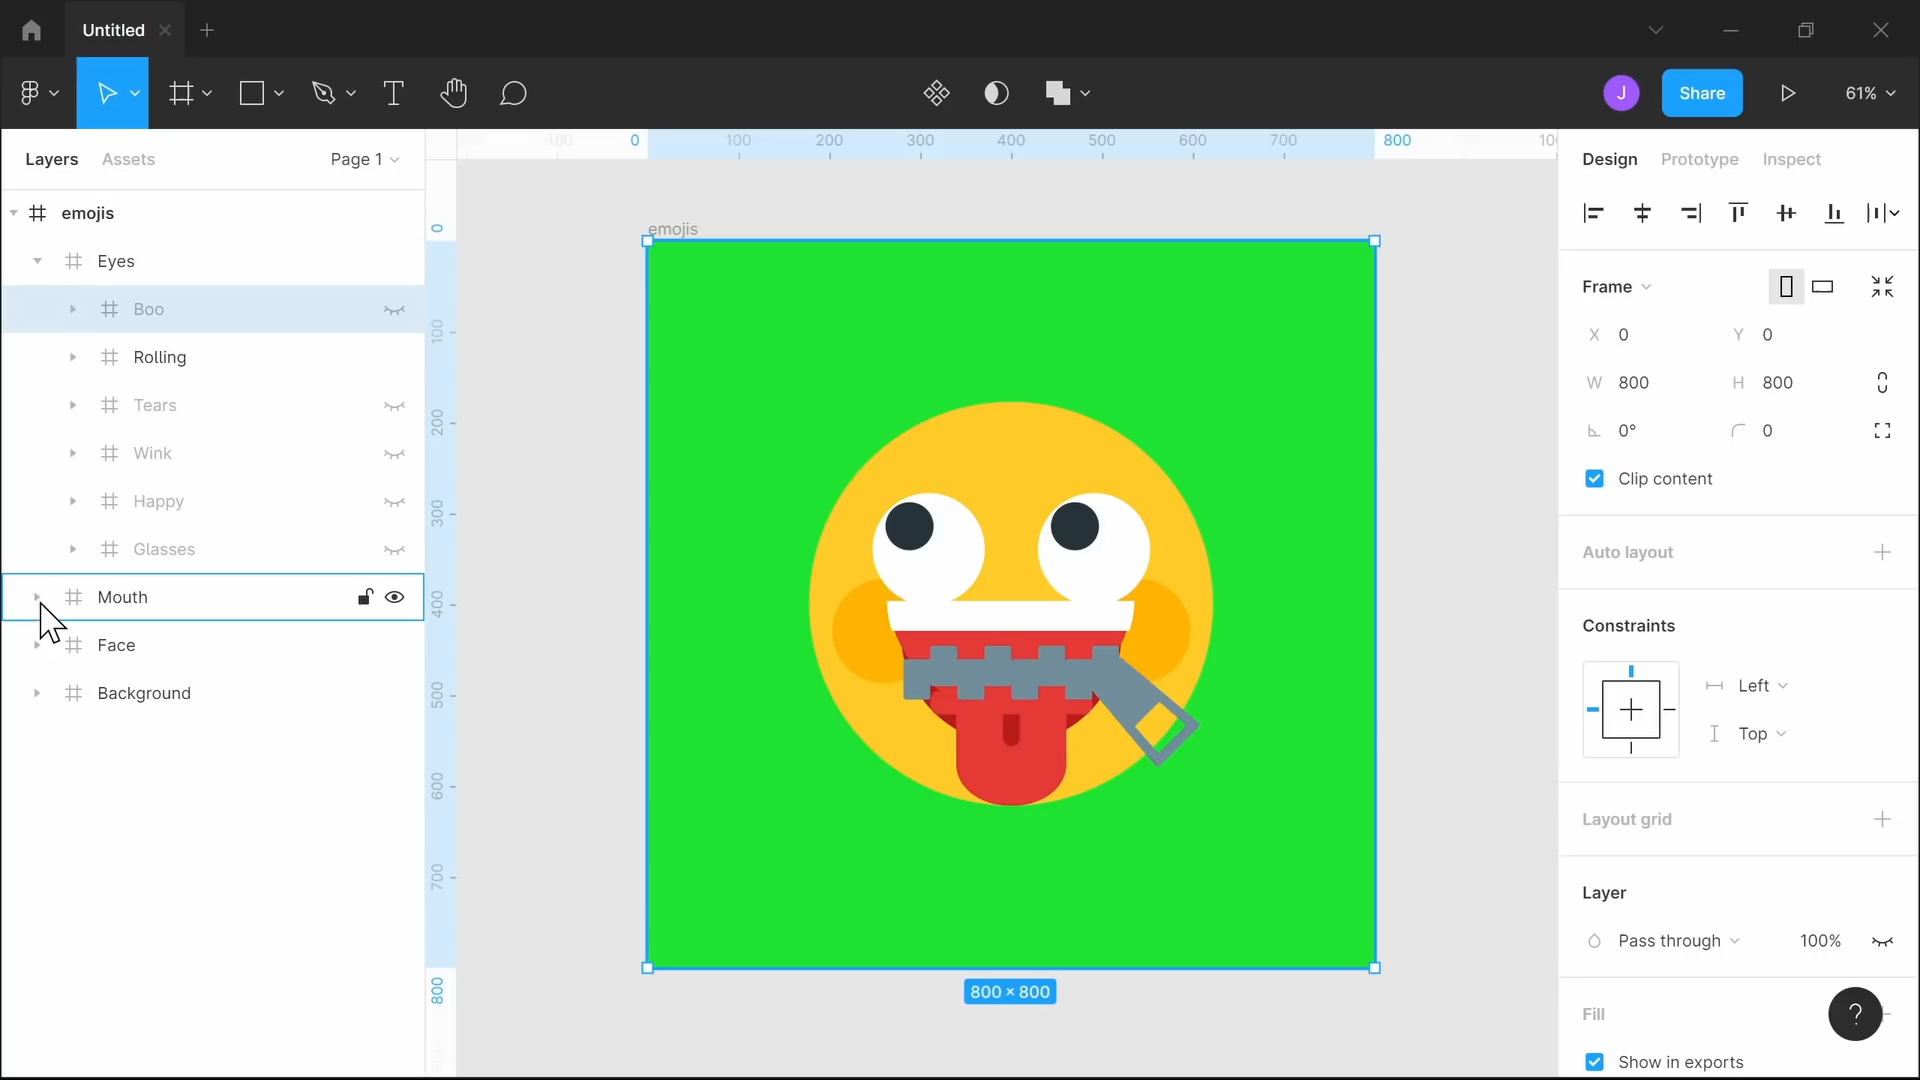 Untitled
J
Share
61%
Layers
Assets
Page 1
emojis
Eyes
Boo
Rolling
Tears
Wink
Happy
Glasses
Mouth
Face
Background
-100
0
100
200
300
400
500
600
700
800
0
100
200
300
400
500
600
700
800
emojis
800 × 800
Design
Prototype
Inspect
Frame
X 0
Y 0
W 800
H 800
0°
0
Clip content
Auto layout
Constraints
Left
Top
Layout grid
Layer
Pass through
100%
Fill
?
Show in exports